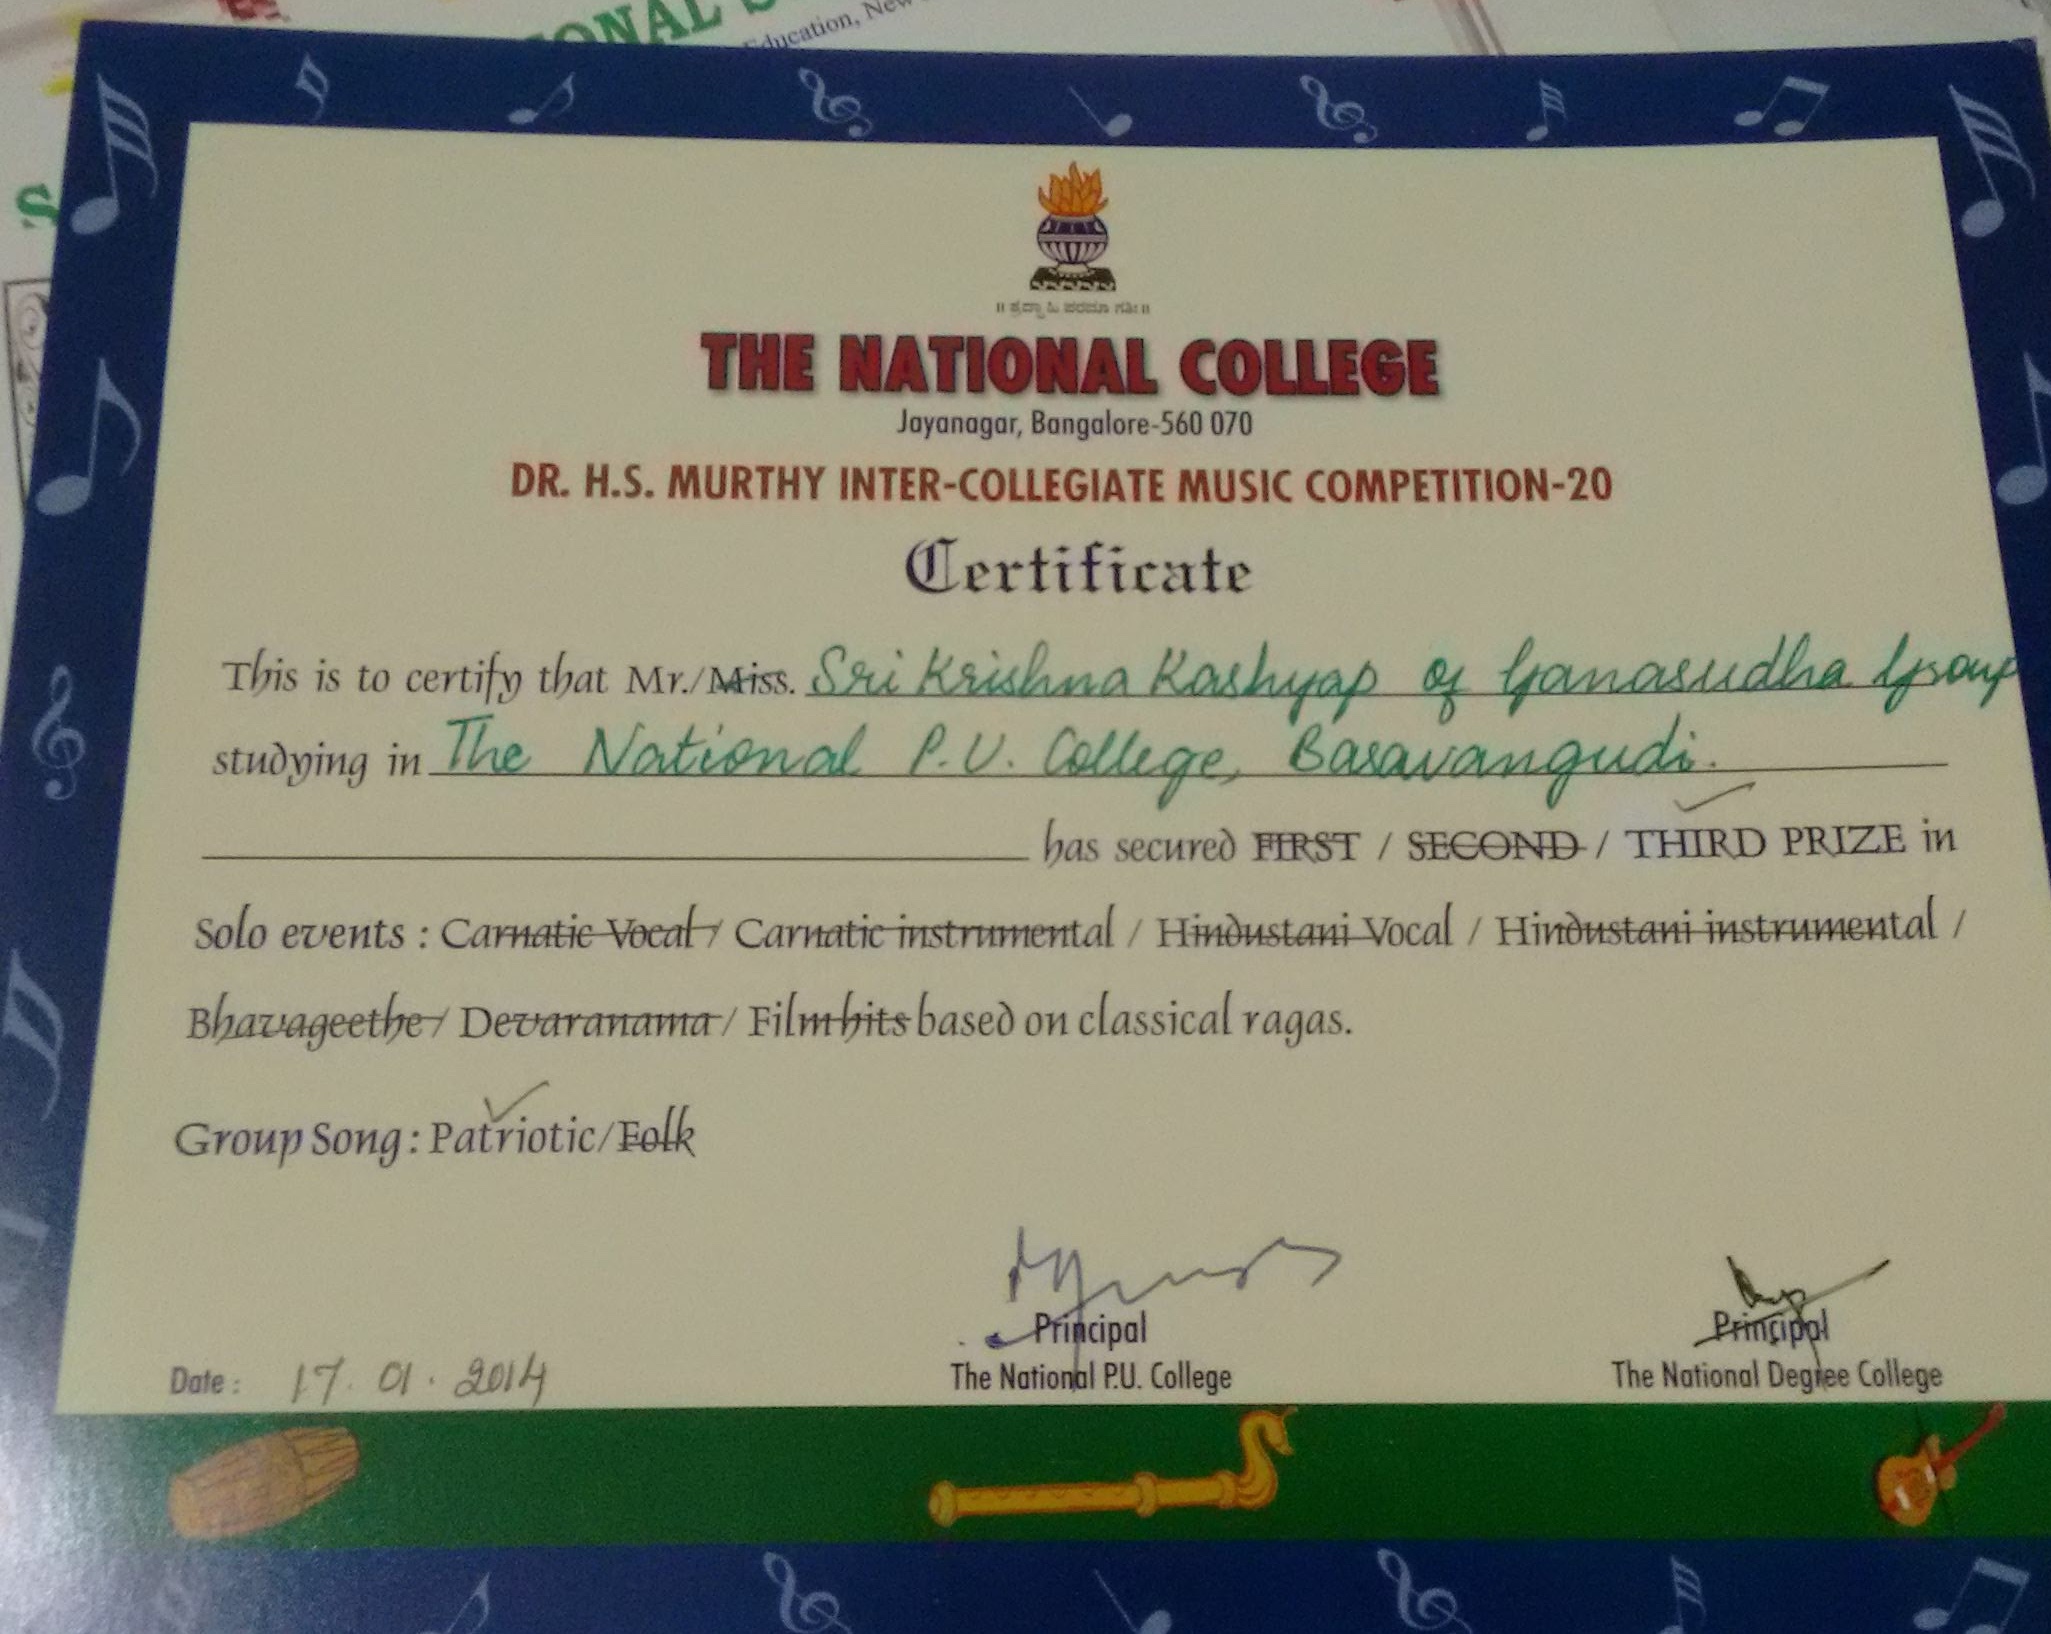 ONAL S
Education, New
S
॥ ಶ್ರದ್ಧಾ ಹಿ ಪರಮಾ ಗತಿಃ ॥
THE NATIONAL COLLEGE
Jayanagar, Bangalore-560 070
DR. H.S. MURTHY INTER-COLLEGIATE MUSIC COMPETITION-20
Certificate
This is to certify that Mr./Miss. Sri Krishna Kashyap of Ganasudha Group
studying in The National P.U. College, Basavangudi.
has secured FIRST / SECOND / THIRD PRIZE in
Solo events : Carnatic Vocal / Carnatic instrumental / Hindustani Vocal / Hindustani instrumental /
Bhavageethe / Devaranama / Filmhits based on classical ragas.
Group Song : Patriotic/Folk
Principal Principal
Date : 17.01.2014 The National P.U. College The National Degree College